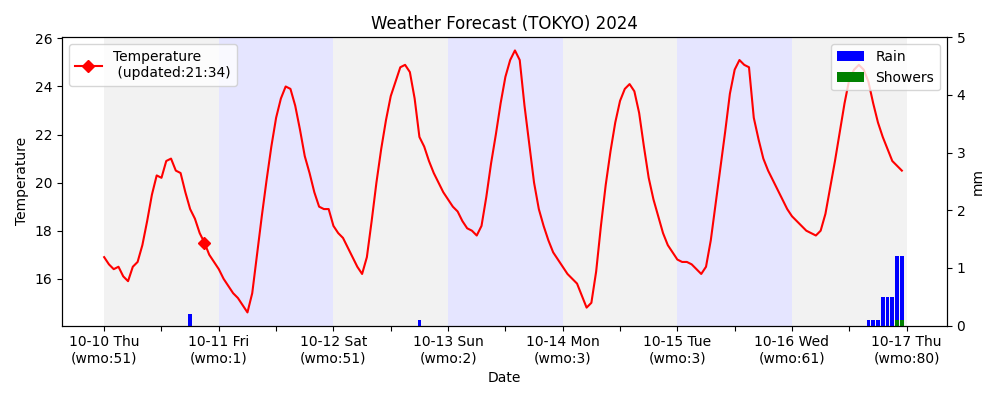 Weather Forecast (TOKYO) 2024
Temperature
(updated:21:34)
Rain
Showers
Temperature
26
24
22
20
18
16
5
4
3
2
1
0
mm
10-10 Thu
(wmo:51)
10-11 Fri
(wmo:1)
10-12 Sat
(wmo:51)
10-13 Sun
(wmo:2)
10-14 Mon
(wmo:3)
10-15 Tue
(wmo:3)
10-16 Wed
(wmo:61)
10-17 Thu
(wmo:80)
Date